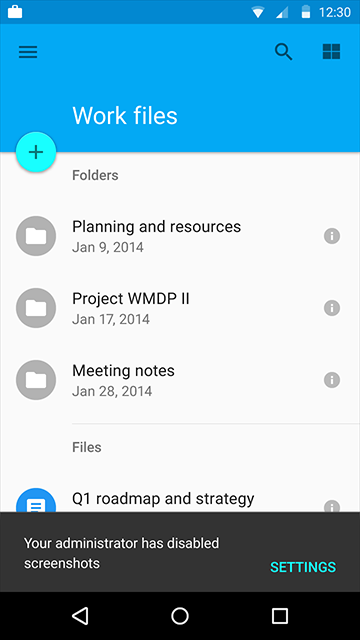 12:30
Work files
Folders
Planning and resources
Jan 9, 2014
Project WMDP II
Jan 17, 2014
Meeting notes
Jan 28, 2014
Files
Q1 roadmap and strategy
Your administrator has disabled
screenshots
SETTINGS